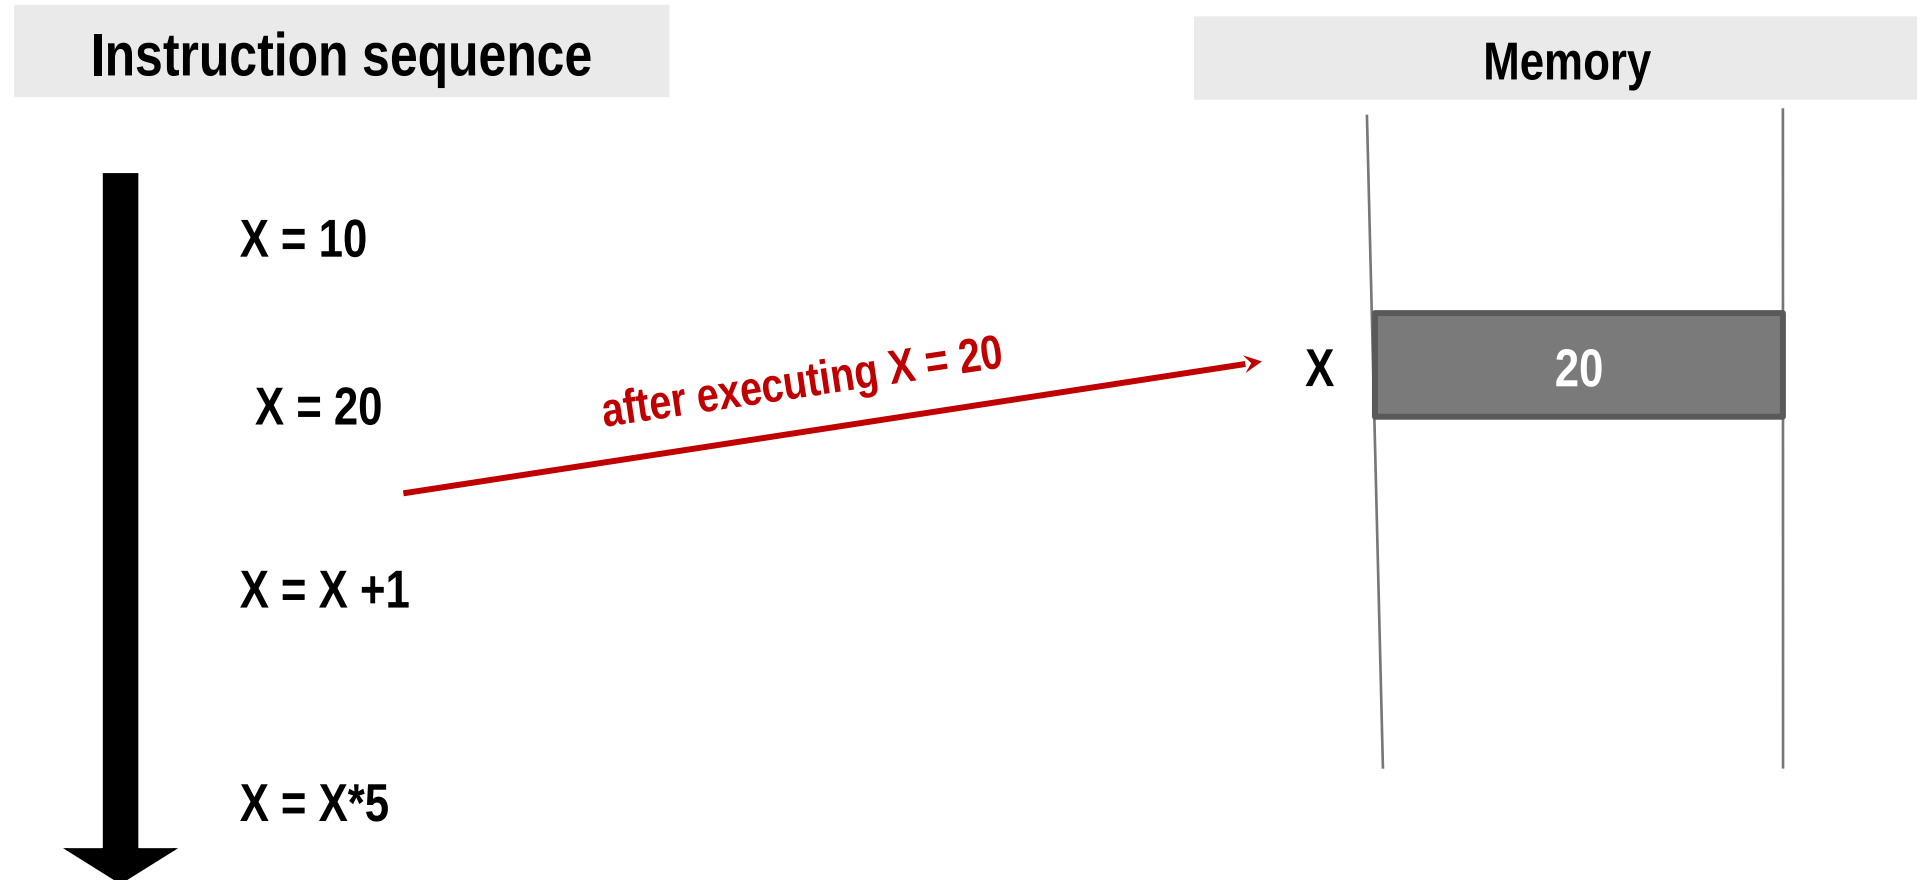 Instruction sequence
Memory
X = 10
X = 20
after executing X = 20
X
20
X = X +1
X = X*5